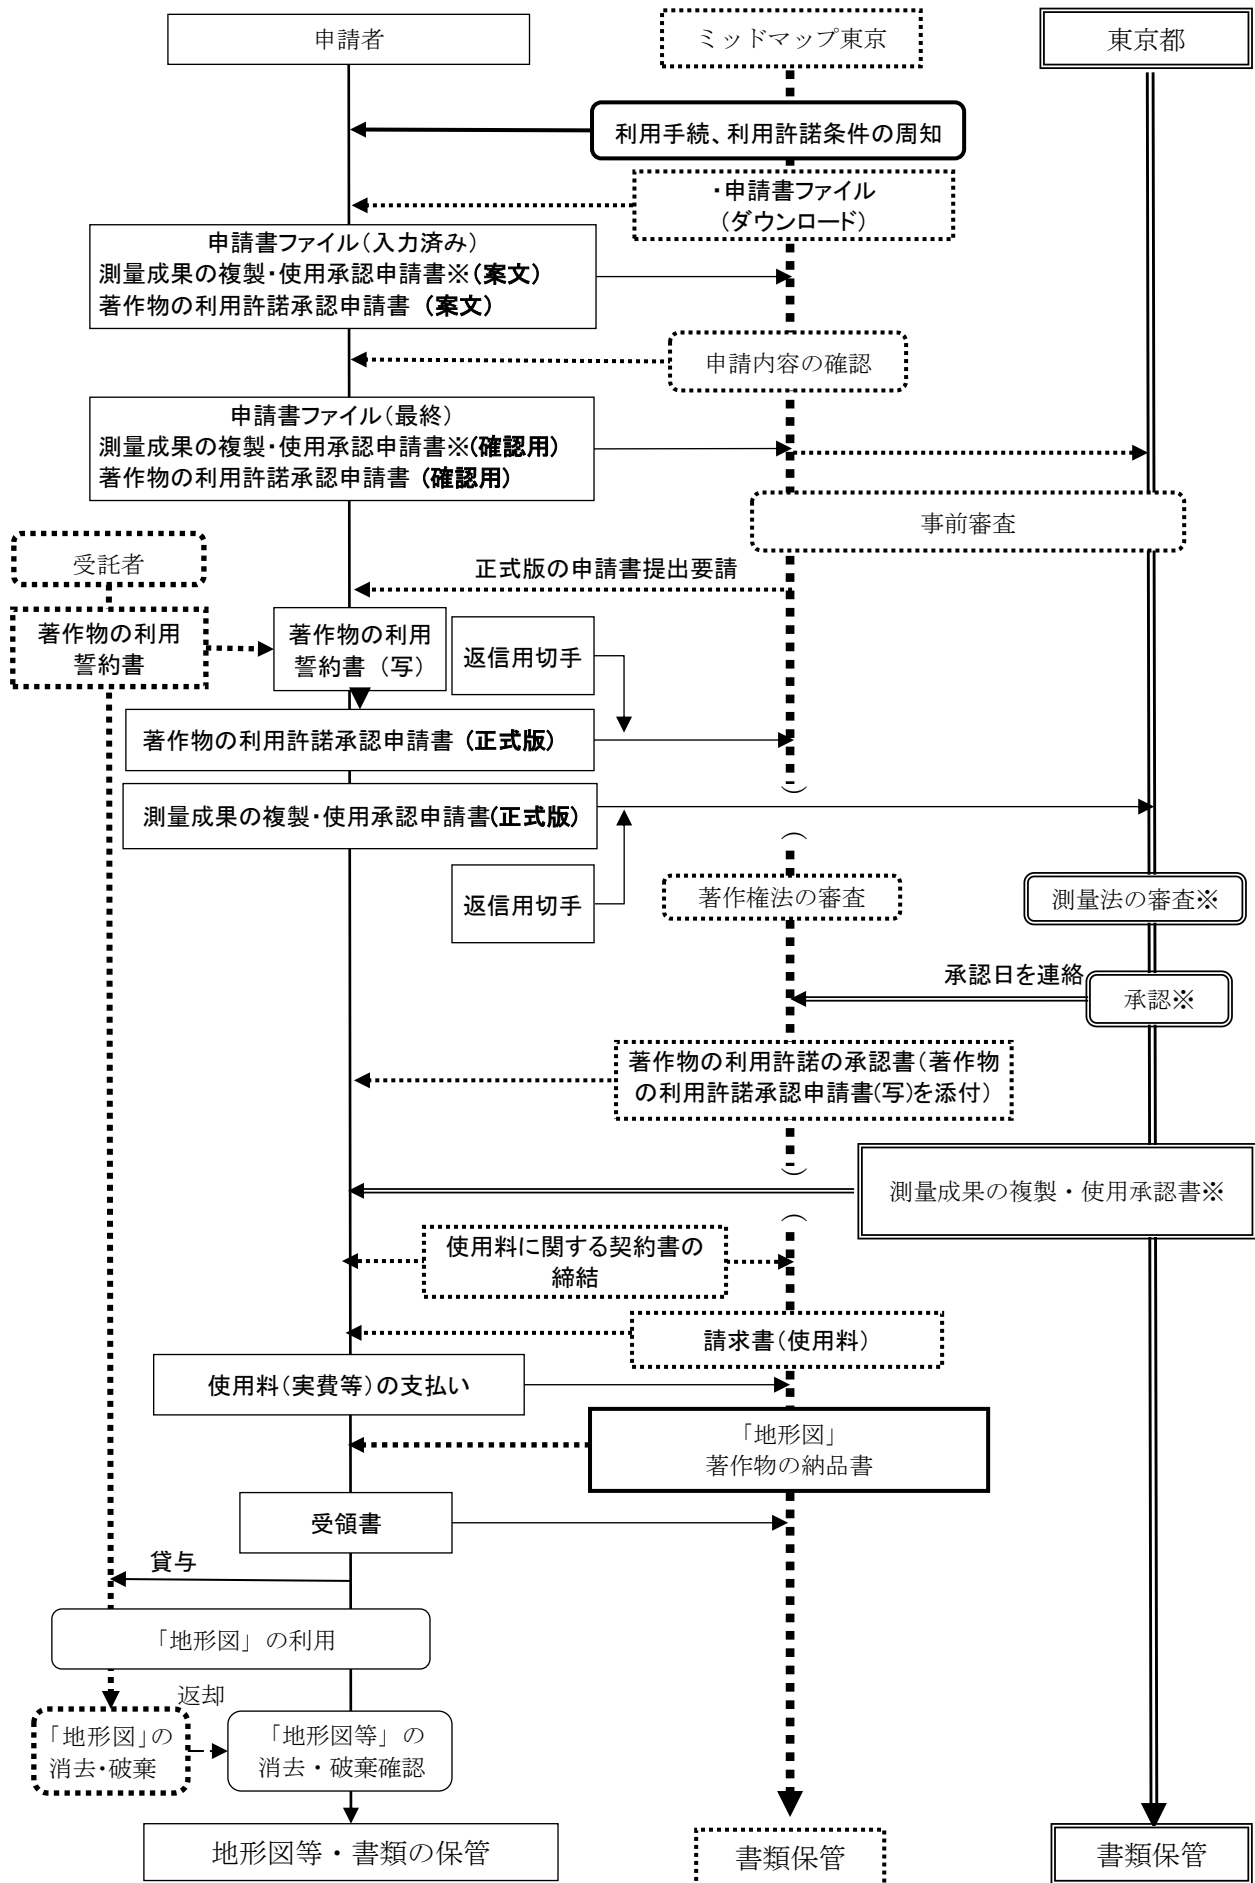 申請者
ミッドマップ東京
東京都
利用手続、利用許諾条件の周知
・申請書ファイル
（ダウンロード）
申請書ファイル（入力済み）
測量成果の複製・使用承認申請書※（案文）
著作物の利用許諾承認申請書 （案文）
申請内容の確認
申請書ファイル（最終）
測量成果の複製・使用承認申請書※(確認用)
著作物の利用許諾承認申請書 (確認用)
事前審査
受託者
正式版の申請書提出要請
著作物の利用
誓約書
著作物の利用
誓約書（写）
返信用切手
著作物の利用許諾承認申請書 (正式版)
測量成果の複製・使用承認申請書(正式版)
返信用切手
著作権法の審査
測量法の審査※
承認日を連絡
承認※
著作物の利用許諾の承認書（著作物
の利用許諾承認申請書(写)を添付）
測量成果の複製・使用承認書※
使用料に関する契約書の
締結
請求書（使用料）
使用料（実費等）の支払い
「地形図」
著作物の納品書
受領書
貸与
「地形図」の利用
返却
「地形図」の
消去・破棄
「地形図等」の
消去・破棄確認
地形図等・書類の保管
書類保管
書類保管